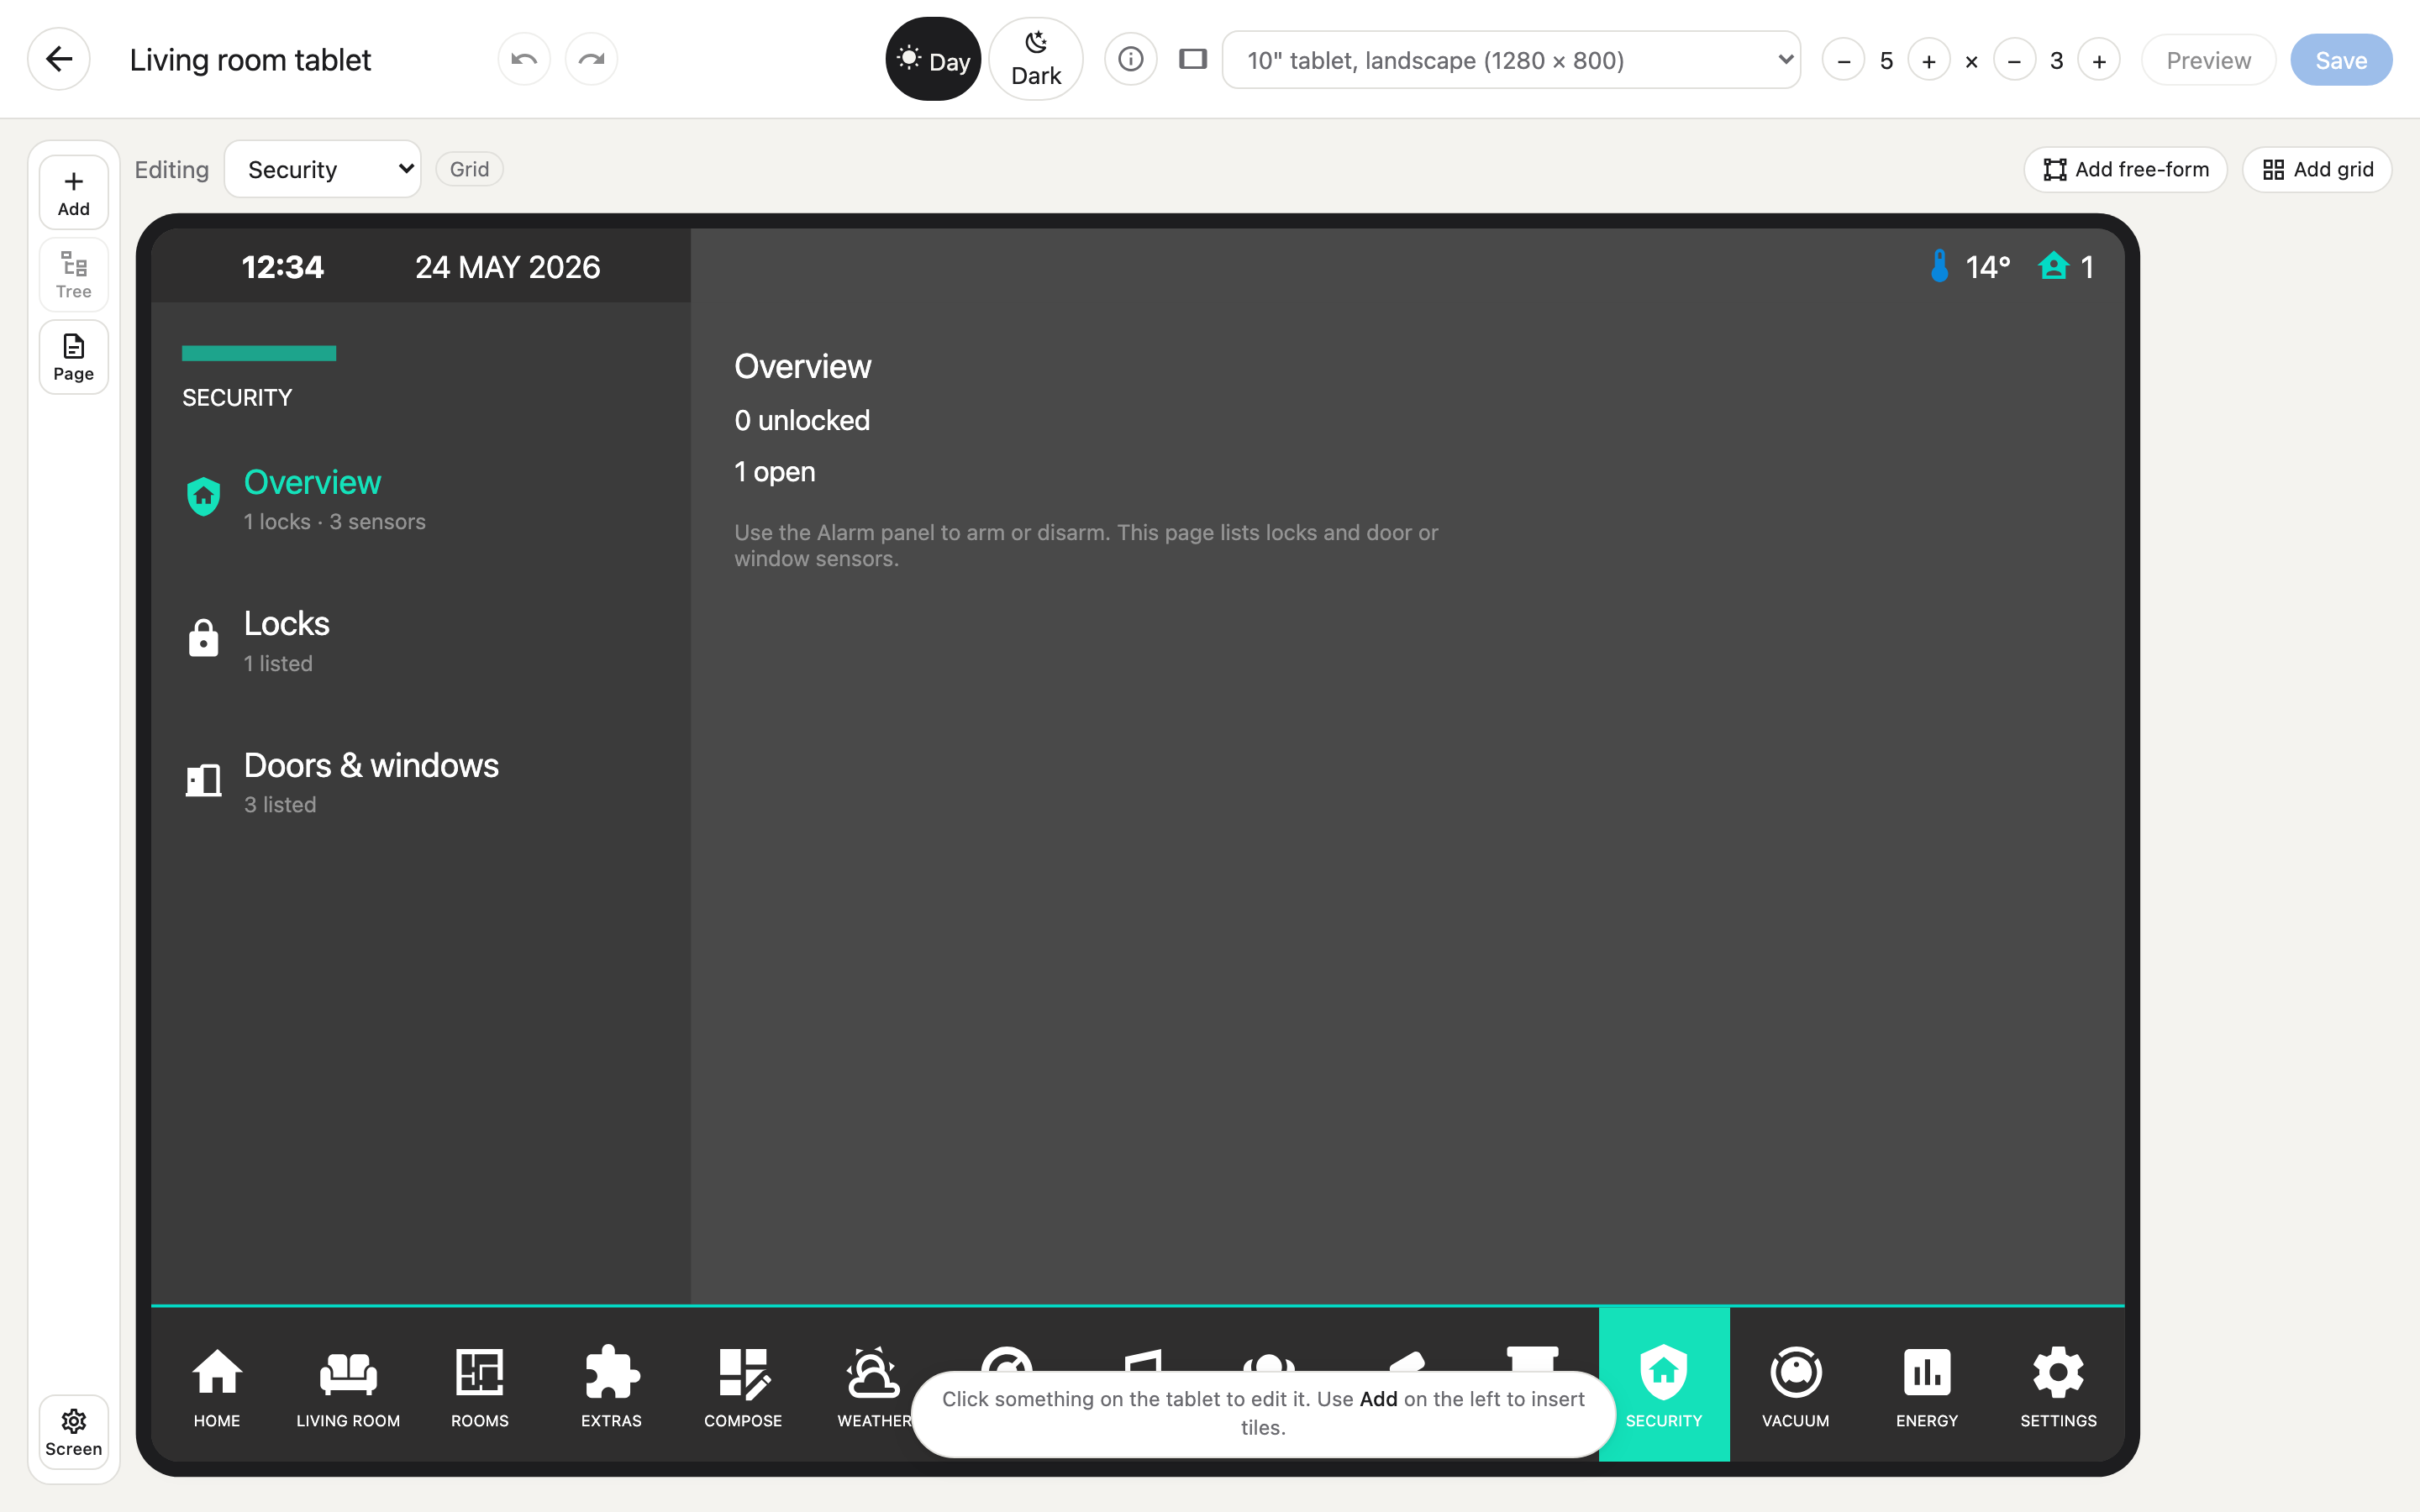 Living room tablet
Day
Dark
10" tablet, landscape (1280 × 800)
− 5 + × − 3 +
Preview
Save
Add
Tree
Page
Screen
Editing
Security
Grid
Add free-form
Add grid
12:34
24 MAY 2026
14°
1
SECURITY
Overview
1 locks · 3 sensors
Locks
1 listed
Doors & windows
3 listed
Overview
0 unlocked
1 open
Use the Alarm panel to arm or disarm. This page lists locks and door or
window sensors.
HOME
LIVING ROOM
ROOMS
EXTRAS
COMPOSE
WEATHER
Click something on the tablet to edit it. Use Add on the left to insert
tiles.
SECURITY
VACUUM
ENERGY
SETTINGS